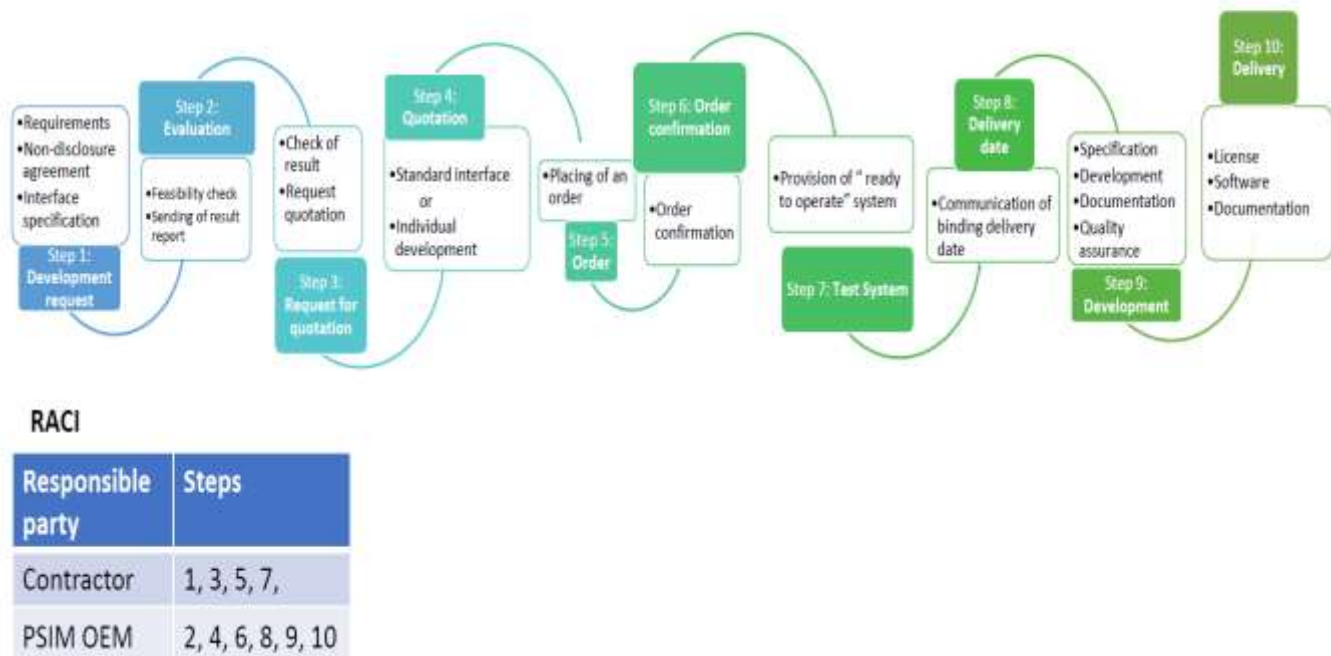 •Requirements
•Non-disclosure
agreement
•Interface
specification
Step 1:
Development
request
Step 2:
Evaluation
•Feasibility check
•Sending of result
report
•Check of
result
•Request
quotation
Step 3:
Request for
quotation
Step 4:
Quotation
•Standard interface
or
•Individual
development
•Placing of an
order
Step 5:
Order
Step 6: Order
confirmation
•Order
confirmation
•Provision of " ready
to operate" system
Step 7: Test System
Step 8:
Delivery
date
•Communication of
binding delivery
date
•Specification
•Development
•Documentation
•Quality
assurance
Step 9:
Development
Step 10:
Delivery
•License
•Software
•Documentation
RACI
Responsible
party
Steps
Contractor
1, 3, 5, 7,
PSIM OEM
2, 4, 6, 8, 9, 10